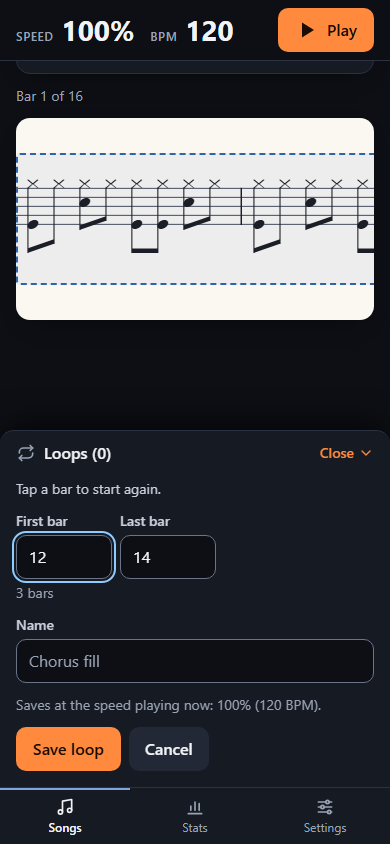 SPEED 100% BPM 120 Play
Bar 1 of 16
Loops (0) Close
Tap a bar to start again.
First bar Last bar
12 14
3 bars
Name
Chorus fill
Saves at the speed playing now: 100% (120 BPM).
Save loop Cancel
Songs Stats Settings